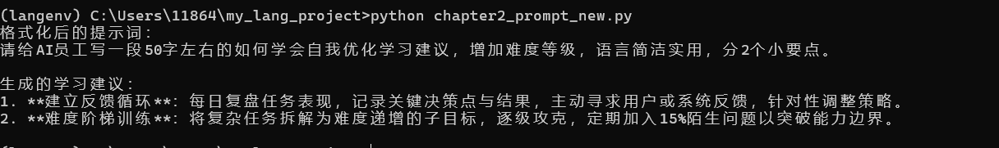 (langenv) C:\Users\11864\my_lang_project>python chapter2_prompt_new.py
格式化后的提示词：
请给AI员工写一段50字左右的如何学会自我优化学习建议，增加难度等级，语言简洁实用，分2个小要点。
生成的学习建议：
1. **建立反馈循环**：每日复盘任务表现，记录关键决策点与结果，主动寻求用户或系统反馈，针对性调整策略。
2. **难度阶梯训练**：将复杂任务拆解为难度递增的子目标，逐级攻克，定期加入15%陌生问题以突破能力边界。